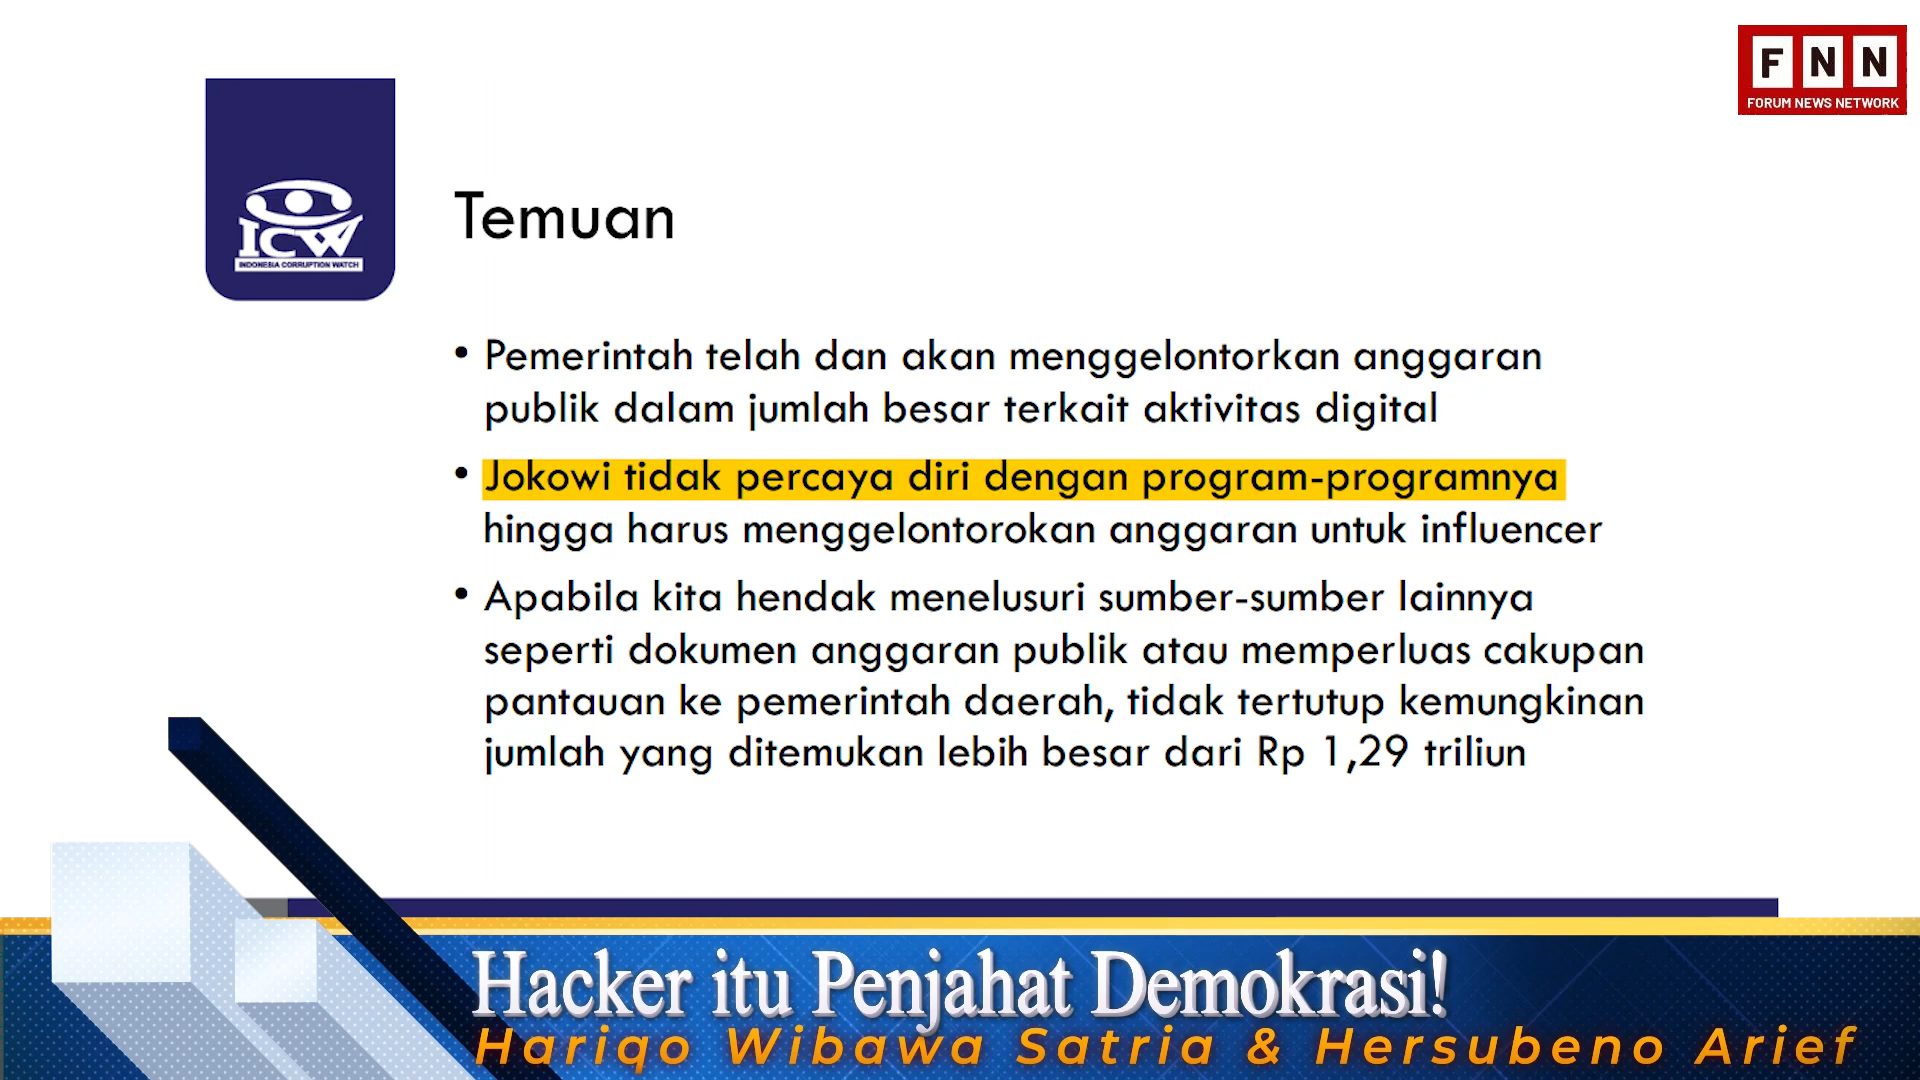 FNN
FORUM NEWS NETWORK
ICW
INDONESIA CORRUPTION WATCH
Temuan
• Pemerintah telah dan akan menggelontorkan anggaran
publik dalam jumlah besar terkait aktivitas digital
• Jokowi tidak percaya diri dengan program-programnya
hingga harus menggelontorokan anggaran untuk influencer
• Apabila kita hendak menelusuri sumber-sumber lainnya
seperti dokumen anggaran publik atau memperluas cakupan
pantauan ke pemerintah daerah, tidak tertutup kemungkinan
jumlah yang ditemukan lebih besar dari Rp 1,29 triliun
Hacker itu Penjahat Demokrasi!
Hariqo Wibawa Satria & Hersubeno Arief